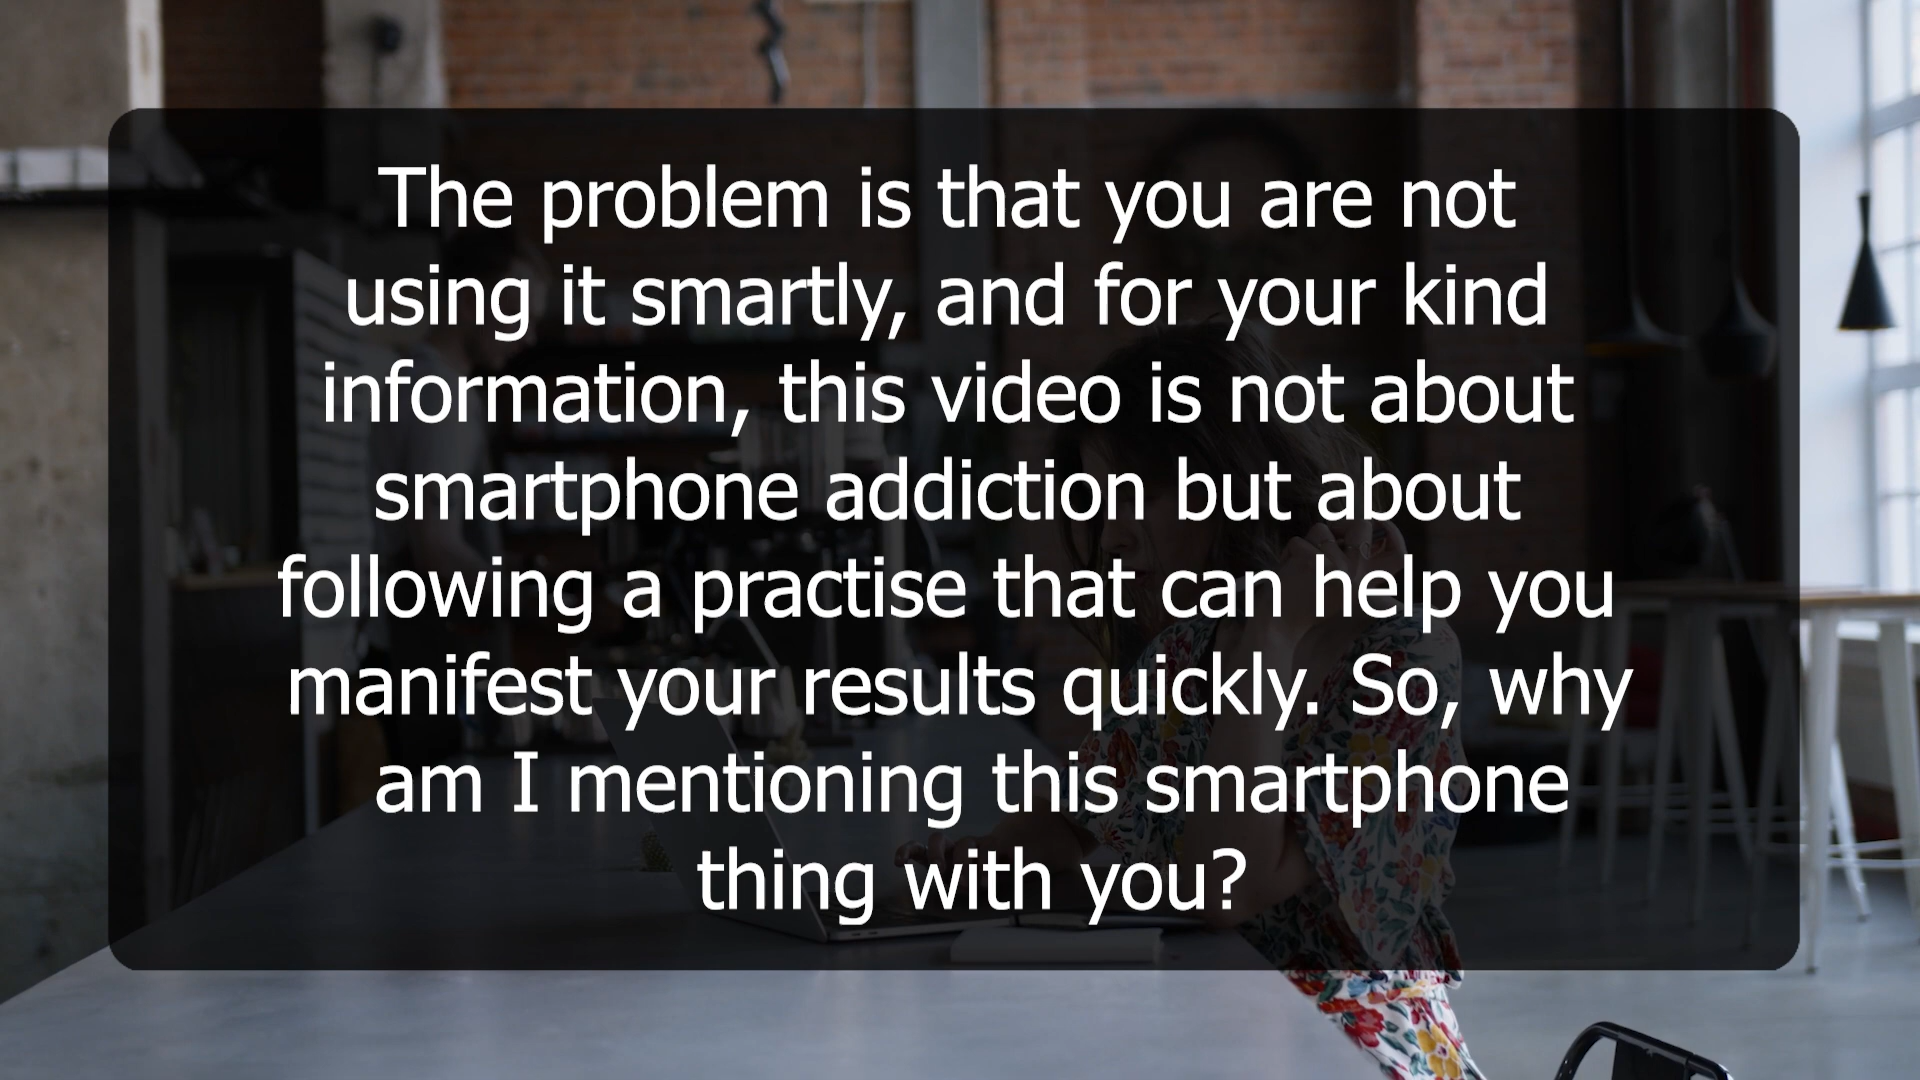 The problem is that you are not
using it smartly, and for your kind
information, this video is not about
smartphone addiction but about
following a practise that can help you
manifest your results quickly. So, why
am I mentioning this smartphone
thing with you?